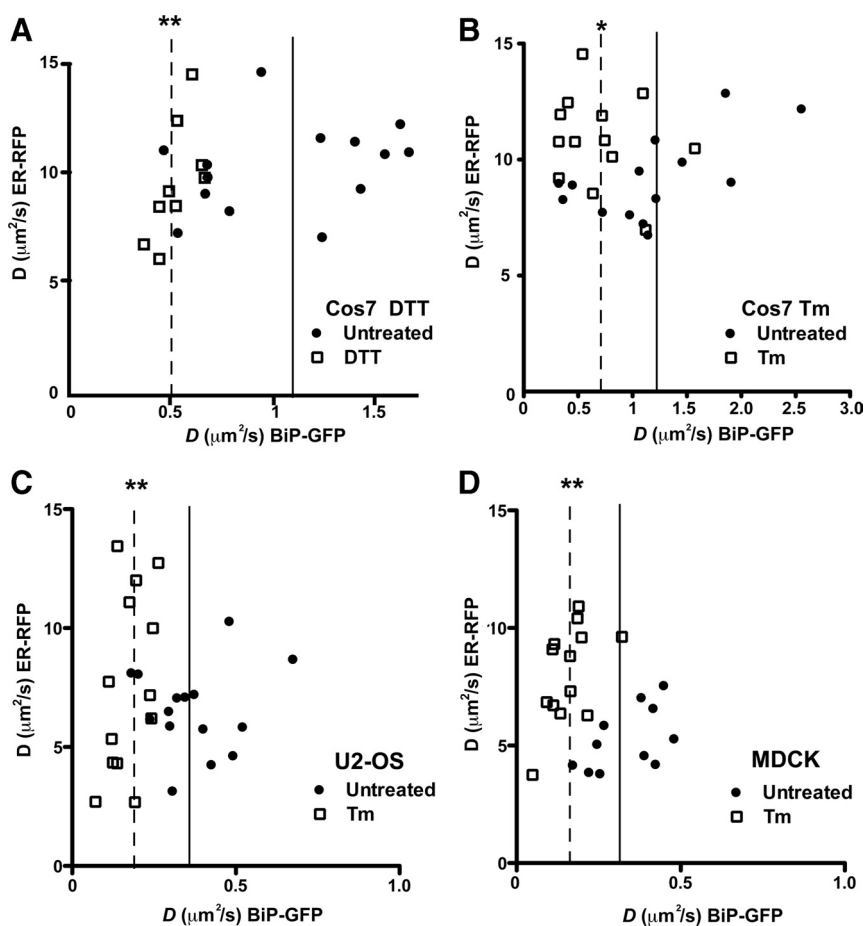 A
**
15
10
5
0
D (μm²/s) ER-RFP
Cos7 DTT
● Untreated
□ DTT
0 0.5 1 1.5
D (μm²/s) BiP-GFP
B
*
15
10
5
0
D (μm²/s) ER-RFP
Cos7 Tm
● Untreated
□ Tm
0 0.5 1 1.5 2.0 2.5 3.0
D (μm²/s) BiP-GFP
C
**
15
10
5
0
D (μm²/s) ER-RFP
U2-OS
● Untreated
□ Tm
0 0.5 1.0
D (μm²/s) BiP-GFP
D
**
15
10
5
0
D (μm²/s) ER-RFP
MDCK
● Untreated
□ Tm
0 0.5 1.0
D (μm²/s) BiP-GFP